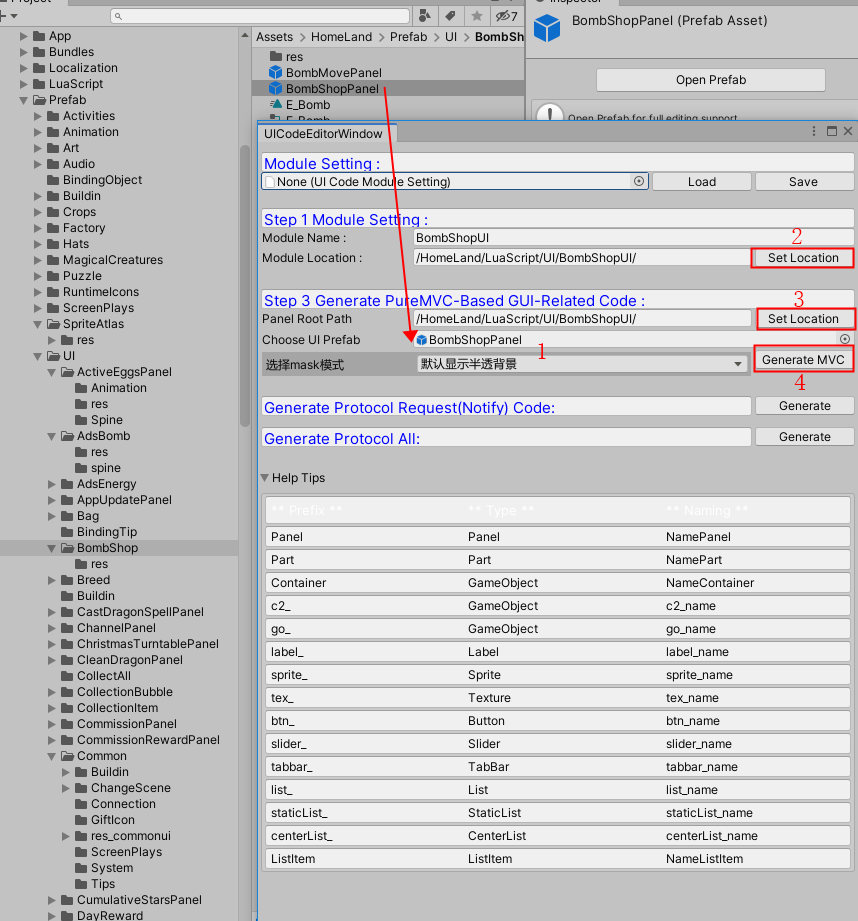 Project
7
App
Bundles
Localization
LuaScript
Prefab
Activities
Animation
Art
Audio
BindingObject
Buildin
Crops
Factory
Hats
MagicalCreatures
Puzzle
RuntimeIcons
ScreenPlays
SpriteAtlas
res
UI
ActiveEggsPanel
Animation
res
Spine
AdsBomb
res
spine
AdsEnergy
AppUpdatePanel
Bag
BindingTip
BombShop
res
Breed
Buildin
CastDragonSpellPanel
ChannelPanel
ChristmasTurntablePanel
CleanDragonPanel
CollectAll
CollectionBubble
CollectionItem
CommissionPanel
CommissionRewardPanel
Common
Buildin
ChangeScene
Connection
GiftIcon
res_commonui
ScreenPlays
System
Tips
CumulativeStarsPanel
DayReward
Assets > HomeLand > Prefab > UI > BombSh
res
BombMovePanel
BombShopPanel
E_Bomb
E_Bomb
Inspector
BombShopPanel (Prefab Asset)
Open Prefab
Open Prefab for full editing support.
UICodeEditorWindow
Module Setting :
None (UI Code Module Setting)
Load
Save
Step 1 Module Setting :
Module Name :
BombShopUI
2
Module Location :
/HomeLand/LuaScript/UI/BombShopUI/
Set Location
Step 3 Generate PureMVC-Based GUI-Related Code :
3
Panel Root Path
/HomeLand/LuaScript/UI/BombShopUI/
Set Location
Choose UI Prefab
BombShopPanel
1
选择mask模式
默认显示半透背景
Generate MVC
4
Generate Protocol Request(Notify) Code:
Generate
Generate Protocol All:
Generate
Help Tips
** Prefix ** ** Type ** ** Naming **
Panel Panel NamePanel
Part Part NamePart
Container GameObject NameContainer
c2_ GameObject c2_name
go_ GameObject go_name
label_ Label label_name
sprite_ Sprite sprite_name
tex_ Texture tex_name
btn_ Button btn_name
slider_ Slider slider_name
tabbar_ TabBar tabbar_name
list_ List list_name
staticList_ StaticList staticList_name
centerList_ CenterList centerList_name
ListItem ListItem NameListItem